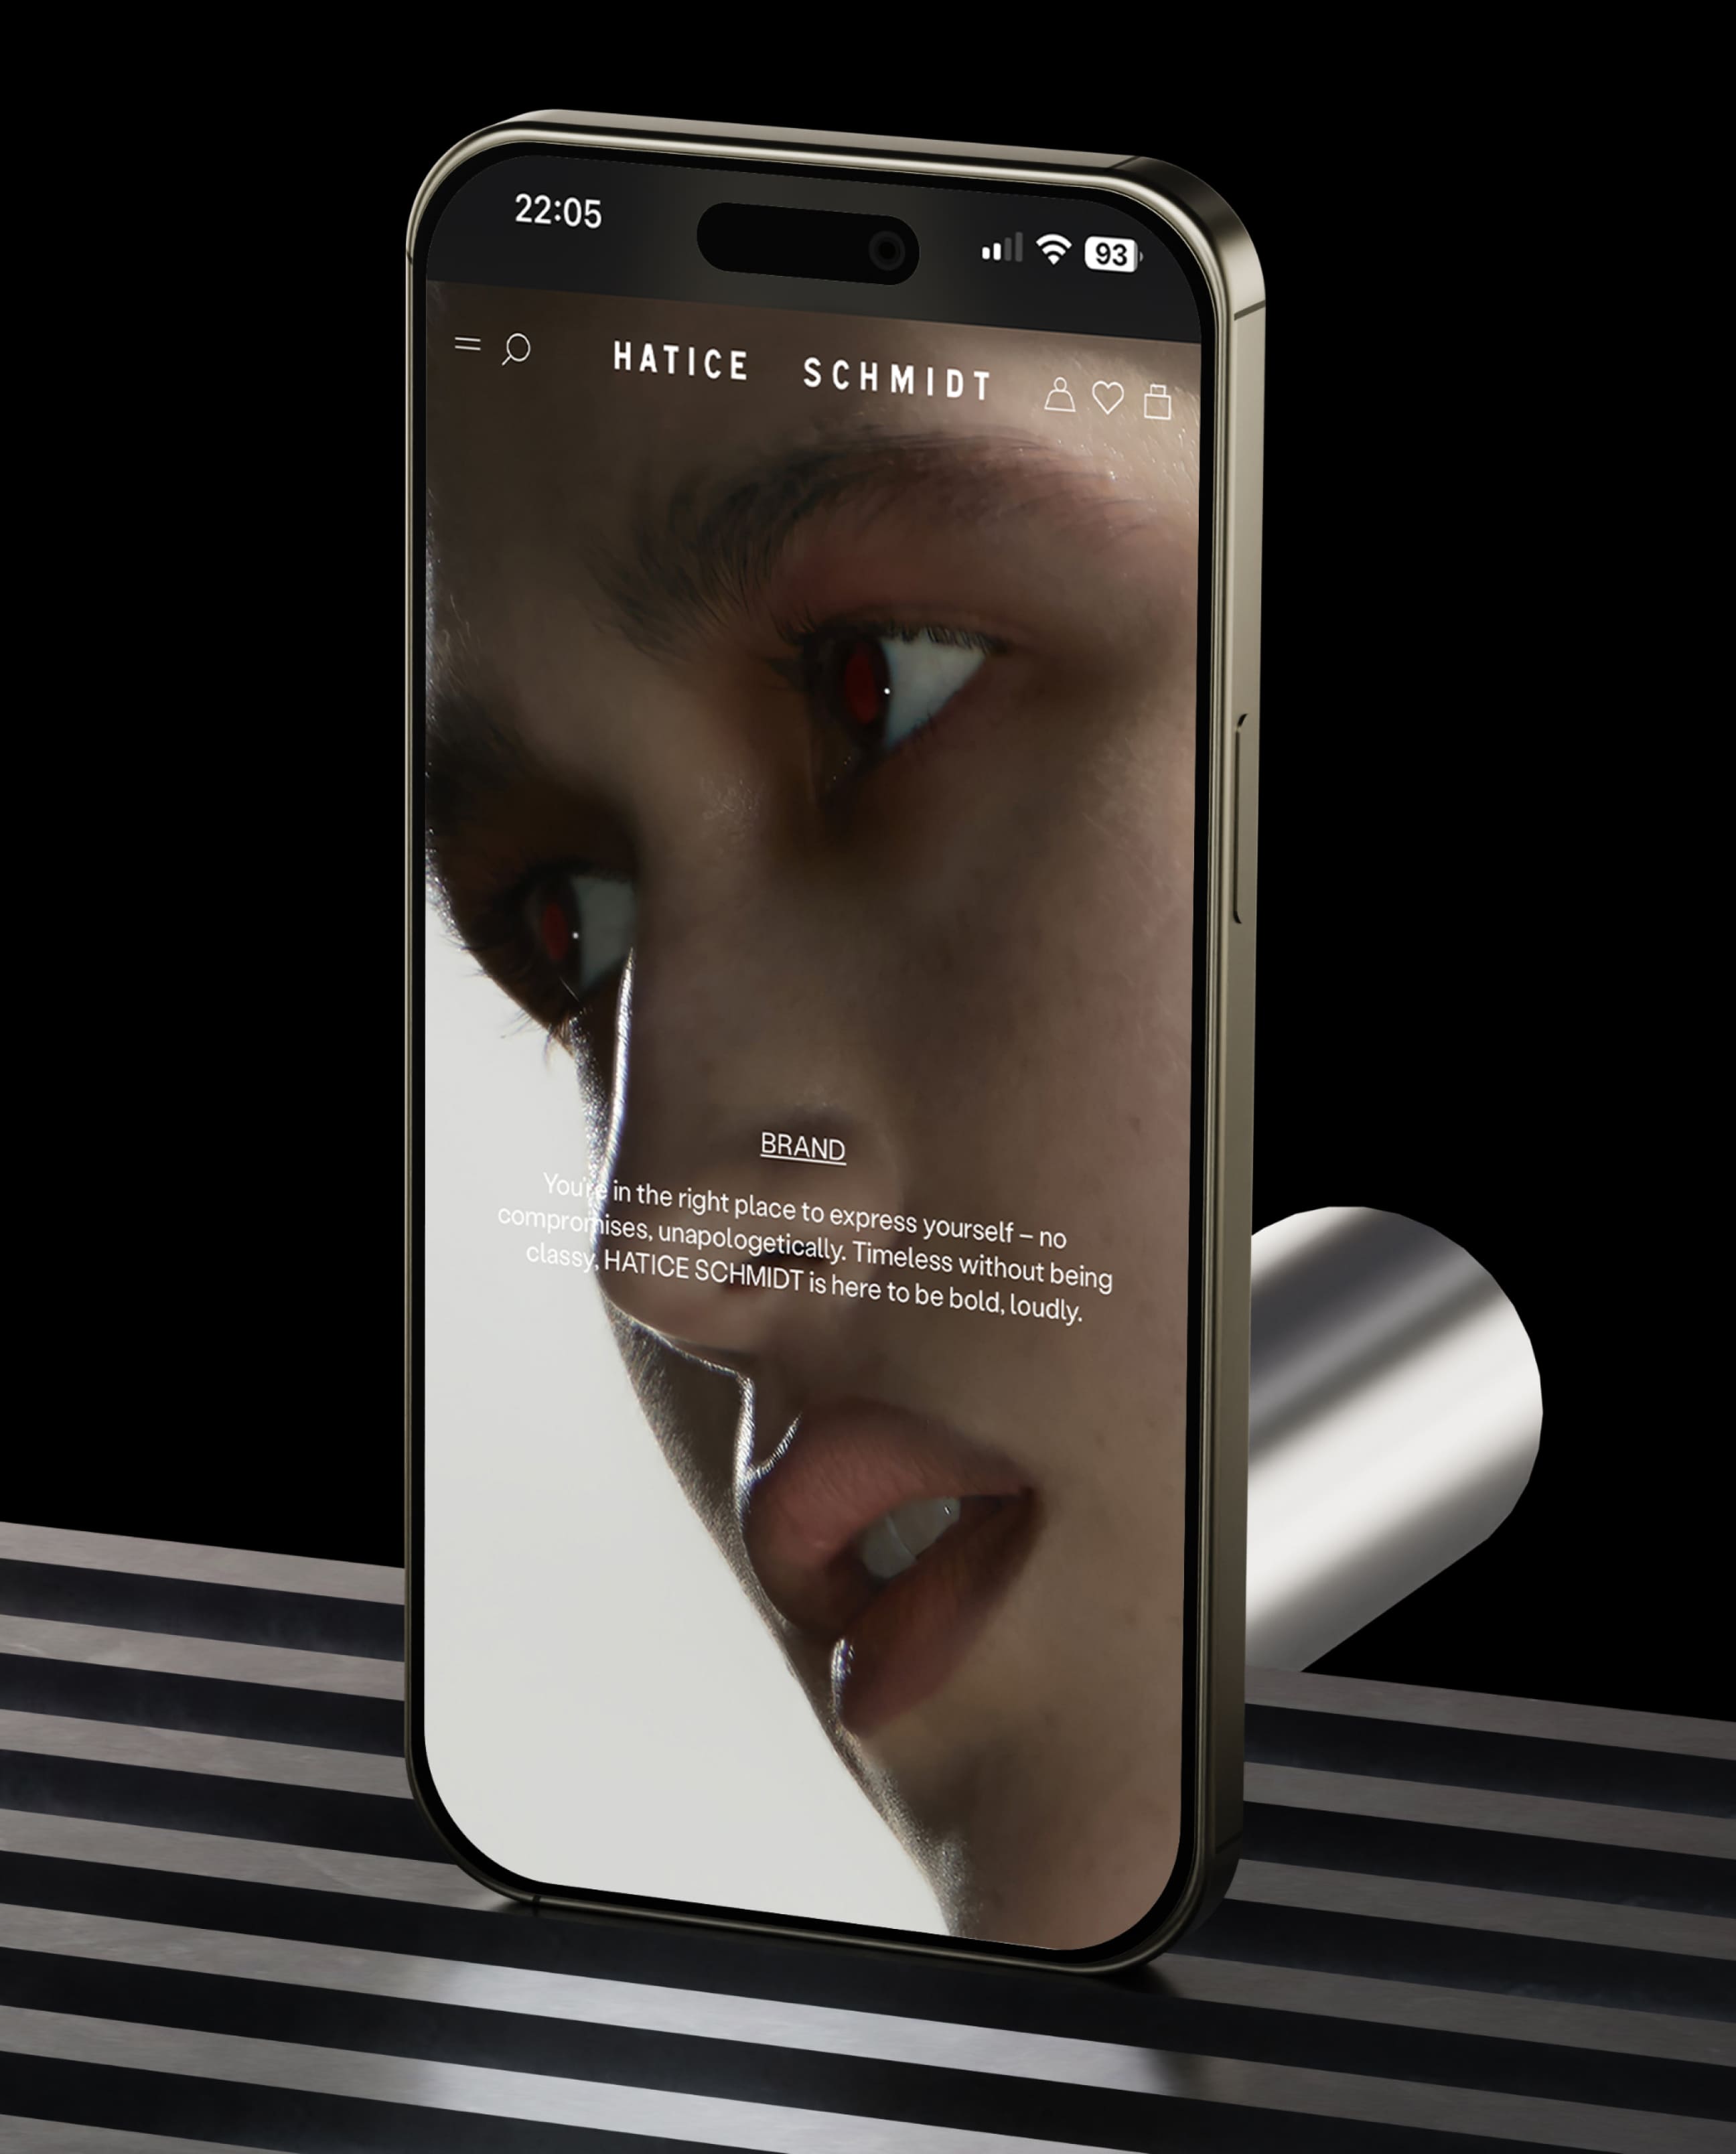 22:05
93
HATICE SCHMIDT
BRAND
You're in the right place to express yourself – no
compromises, unapologetically. Timeless without being
classy, HATICE SCHMIDT is here to be bold, loudly.